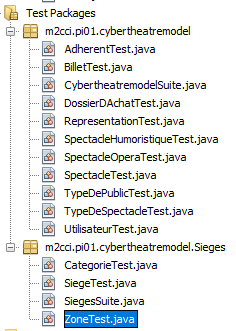 Test Packages
m2cci.pi01.cybertheatremodel
AdherentTest.java
BilletTest.java
CybertheatremodelSuite.java
DossierDAchatTest.java
RepresentationTest.java
SpectacleHumoristiqueTest.java
SpectacleOperaTest.java
SpectacleTest.java
TypeDePublicTest.java
TypeDeSpectacleTest.java
UtilisateurTest.java
m2cci.pi01.cybertheatremodel.Sieges
CategorieTest.java
SiegeTest.java
SiegesSuite.java
ZoneTest.java